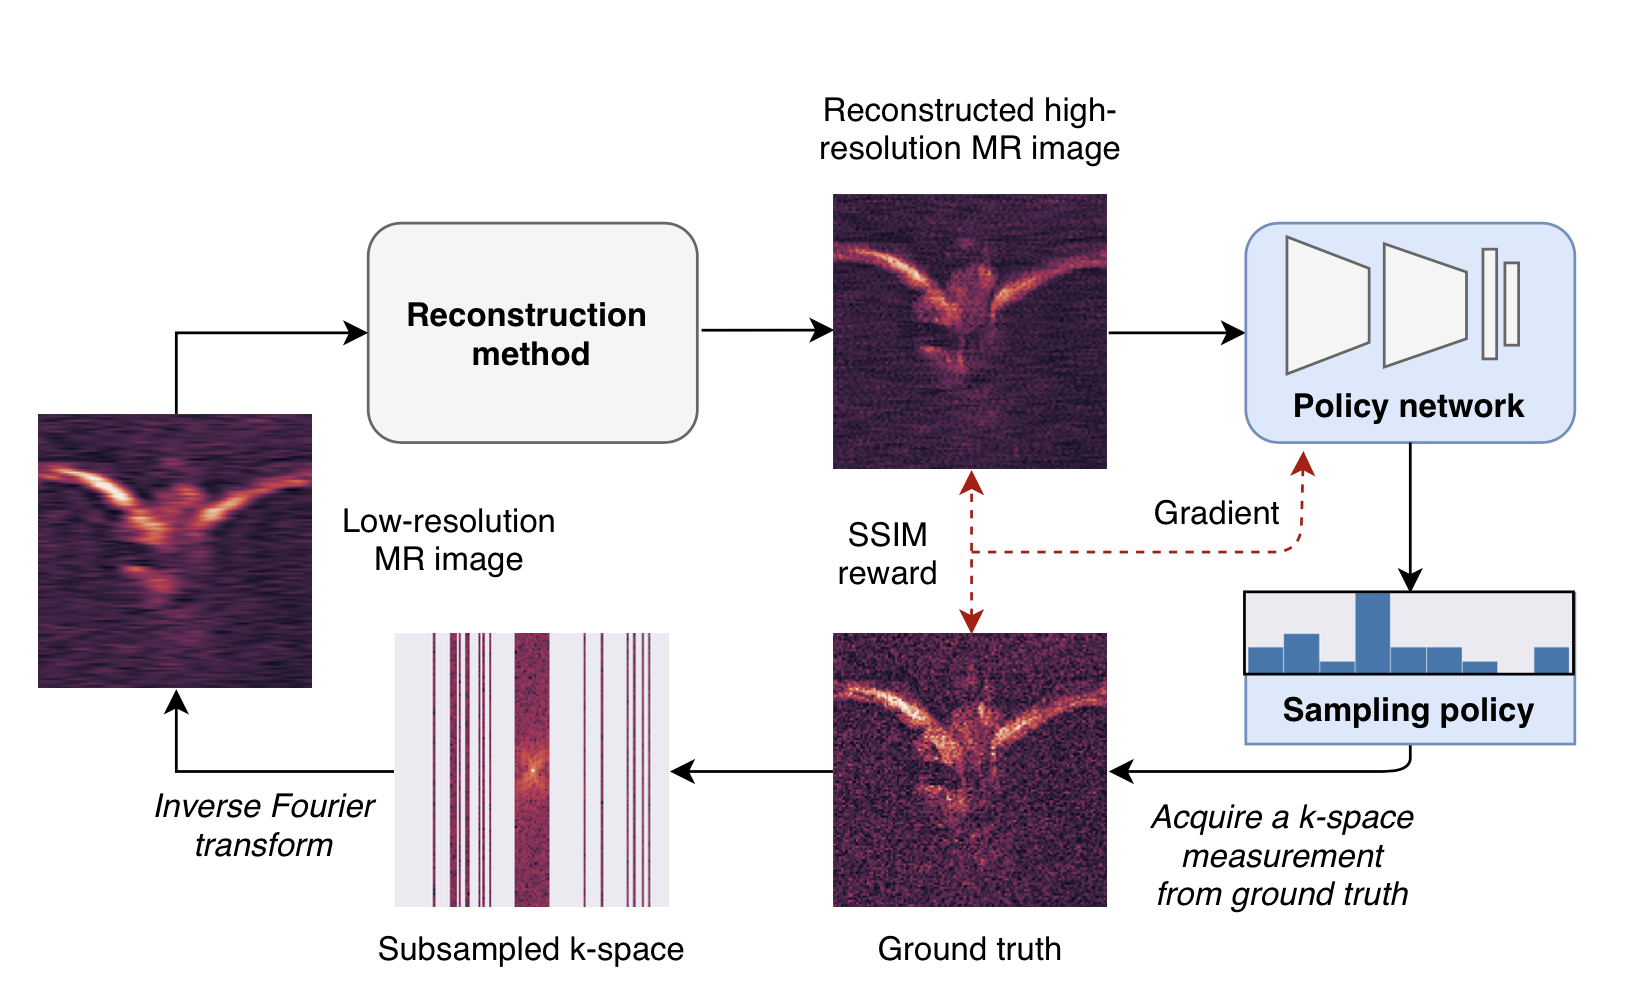 Reconstructed high-
resolution MR image
Reconstruction
method
Policy network
Low-resolution
MR image
SSIM
reward
Gradient
Sampling policy
Inverse Fourier
transform
Acquire a k-space
measurement
from ground truth
Subsampled k-space
Ground truth